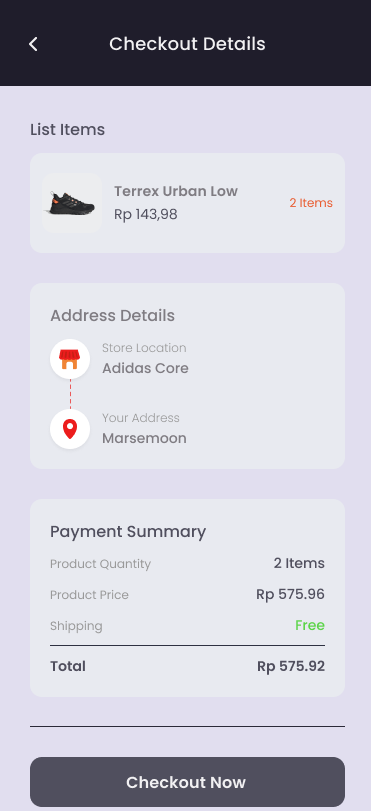 Checkout Details
List Items
Terrex Urban Low
Rp 143,98
2 Items
Address Details
Store Location
Adidas Core
Your Address
Marsemoon
Payment Summary
Product Quantity 2 Items
Product Price Rp 575.96
Shipping Free
Total Rp 575.92
Checkout Now